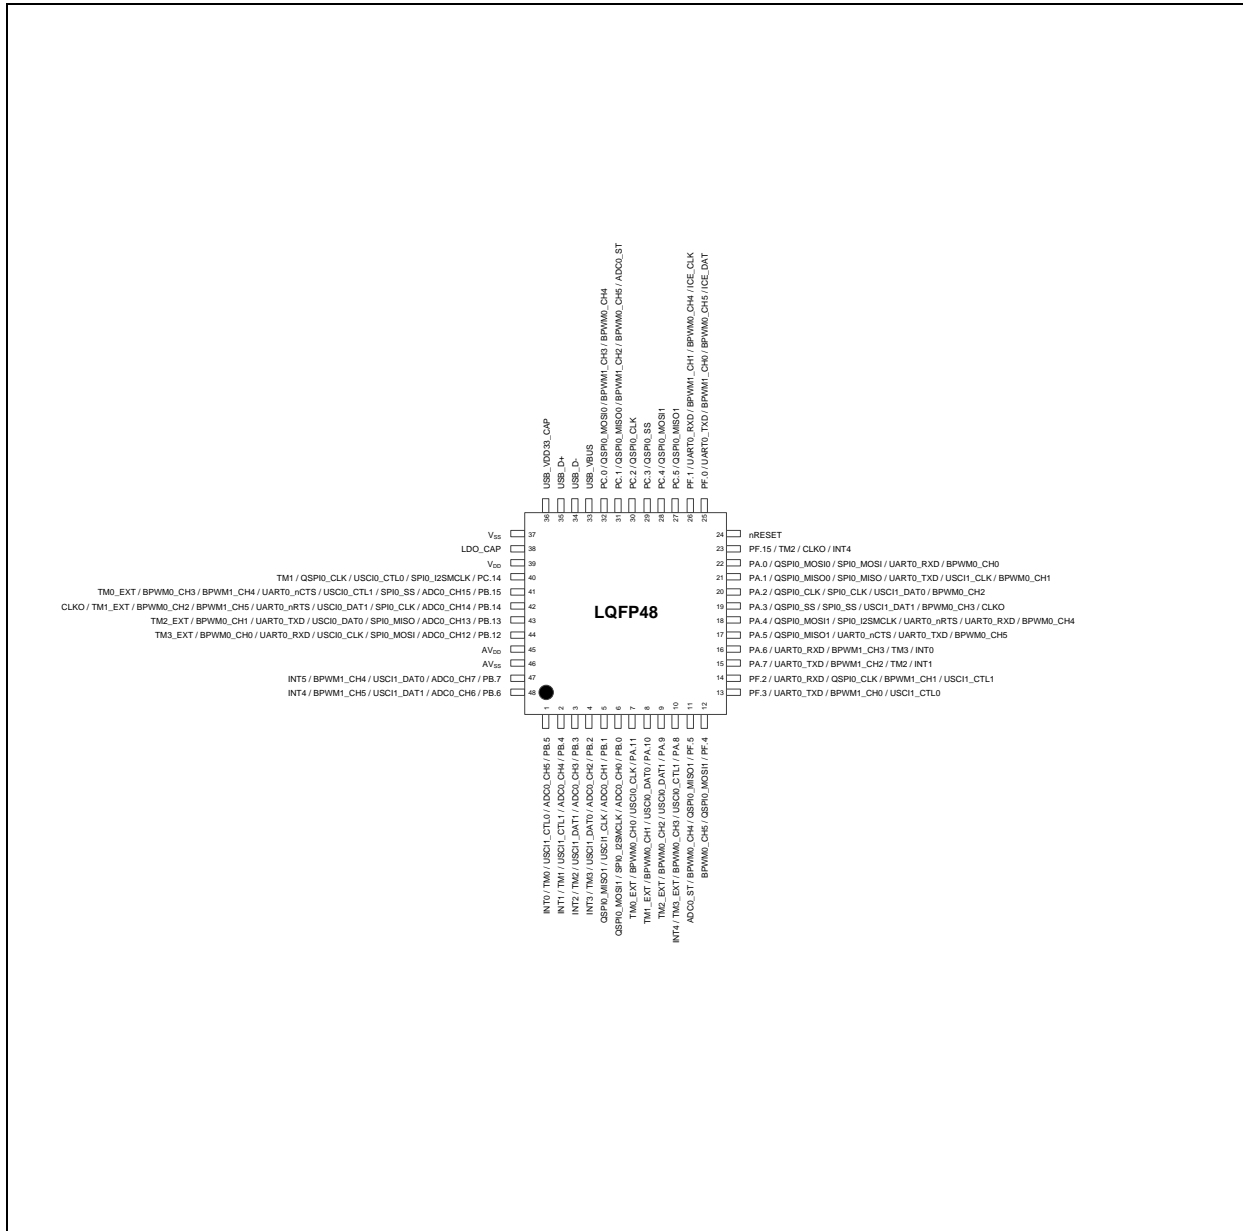 USB_VDD33_CAP
USB_D+
USB_D-
USB_VBUS
PC.0 / QSPI0_MOSI0 / BPWM1_CH3 / BPWM0_CH4
PC.1 / QSPI0_MISO0 / BPWM1_CH2 / BPWM0_CH5 / ADC0_ST
PC.2 / QSPI0_CLK
PC.3 / QSPI0_SS
PC.4 / QSPI0_MOSI1
PC.5 / QSPI0_MISO1
PF.1 / UART0_RXD / BPWM1_CH1 / BPWM0_CH4 / ICE_CLK
PF.0 / UART0_TXD / BPWM1_CH0 / BPWM0_CH5 / ICE_DAT
36 35 34 33 32 31 30 29 28 27 26 25
VSS 37
LDO_CAP 38
VDD 39
TM1 / QSPI0_CLK / USCI0_CTL0 / SPI0_I2SMCLK / PC.14 40
TM0_EXT / BPWM0_CH3 / BPWM1_CH4 / UART0_nCTS / USCI0_CTL1 / SPI0_SS / ADC0_CH15 / PB.15 41
CLKO / TM1_EXT / BPWM0_CH2 / BPWM1_CH5 / UART0_nRTS / USCI0_DAT1 / SPI0_CLK / ADC0_CH14 / PB.14 42
TM2_EXT / BPWM0_CH1 / UART0_TXD / USCI0_DAT0 / SPI0_MISO / ADC0_CH13 / PB.13 43
TM3_EXT / BPWM0_CH0 / UART0_RXD / USCI0_CLK / SPI0_MOSI / ADC0_CH12 / PB.12 44
AVDD 45
AVSS 46
INT5 / BPWM1_CH4 / USCI1_DAT0 / ADC0_CH7 / PB.7 47
INT4 / BPWM1_CH5 / USCI1_DAT1 / ADC0_CH6 / PB.6 48
LQFP48
24 nRESET
23 PF.15 / TM2 / CLKO / INT4
22 PA.0 / QSPI0_MOSI0 / SPI0_MOSI / UART0_RXD / BPWM0_CH0
21 PA.1 / QSPI0_MISO0 / SPI0_MISO / UART0_TXD / USCI1_CLK / BPWM0_CH1
20 PA.2 / QSPI0_CLK / SPI0_CLK / USCI1_DAT0 / BPWM0_CH2
19 PA.3 / QSPI0_SS / SPI0_SS / USCI1_DAT1 / BPWM0_CH3 / CLKO
18 PA.4 / QSPI0_MOSI1 / SPI0_I2SMCLK / UART0_nRTS / UART0_RXD / BPWM0_CH4
17 PA.5 / QSPI0_MISO1 / UART0_nCTS / UART0_TXD / BPWM0_CH5
16 PA.6 / UART0_RXD / BPWM1_CH3 / TM3 / INT0
15 PA.7 / UART0_TXD / BPWM1_CH2 / TM2 / INT1
14 PF.2 / UART0_RXD / QSPI0_CLK / BPWM1_CH1 / USCI1_CTL1
13 PF.3 / UART0_TXD / BPWM1_CH0 / USCI1_CTL0
1 2 3 4 5 6 7 8 9 10 11 12
INT0 / TM0 / USCI1_CTL0 / ADC0_CH5 / PB.5
INT1 / TM1 / USCI1_CTL1 / ADC0_CH4 / PB.4
INT2 / TM2 / USCI1_DAT1 / ADC0_CH3 / PB.3
INT3 / TM3 / USCI1_DAT0 / ADC0_CH2 / PB.2
QSPI0_MISO1 / USCI1_CLK / ADC0_CH1 / PB.1
QSPI0_MOSI1 / SPI0_I2SMCLK / ADC0_CH0 / PB.0
TM0_EXT / BPWM0_CH0 / USCI0_CLK / PA.11
TM1_EXT / BPWM0_CH1 / USCI0_DAT0 / PA.10
TM2_EXT / BPWM0_CH2 / USCI0_DAT1 / PA.9
INT4 / TM3_EXT / BPWM0_CH3 / USCI0_CTL1 / PA.8
ADC0_ST / BPWM0_CH4 / QSPI0_MISO1 / PF.5
BPWM0_CH5 / QSPI0_MOSI1 / PF.4